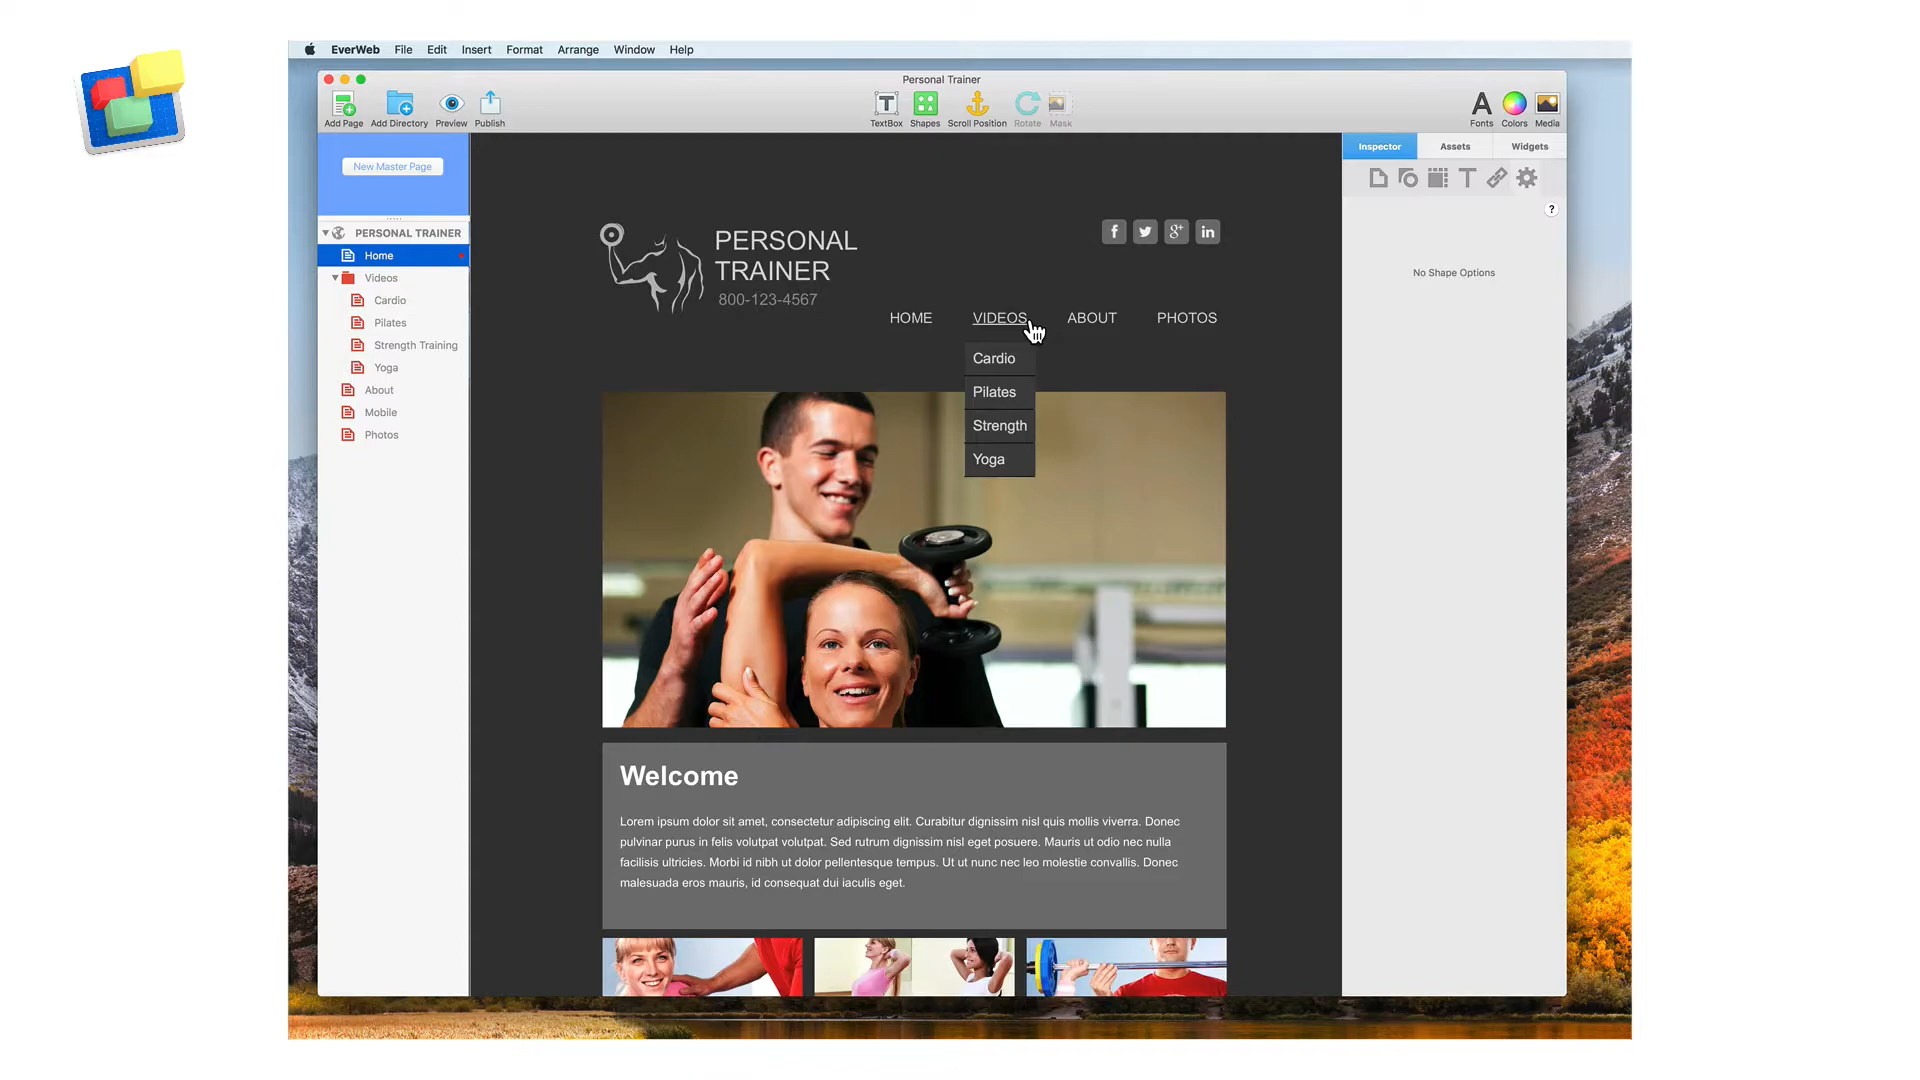 EverWeb File Edit Insert Format Arrange Window Help
Personal Trainer
Add Page Add Directory Preview Publish
TextBox Shapes Scroll Position Rotate Mask
Fonts Colors Media
New Master Page
Inspector Assets Widgets
?
No Shape Options
PERSONAL TRAINER
Home
Videos
Cardio
Pilates
Strength Training
Yoga
About
Mobile
Photos
PERSONAL
TRAINER
800-123-4567
HOME VIDEOS ABOUT PHOTOS
Cardio
Pilates
Strength
Yoga
Welcome
Lorem ipsum dolor sit amet, consectetur adipiscing elit. Curabitur dignissim nisl quis mollis viverra. Donec
pulvinar purus in felis volutpat volutpat. Sed rutrum dignissim nisl eget posuere. Mauris ut odio nec nulla
facilisis ultricies. Morbi id nibh ut dolor pellentesque tempus. Ut ut nunc nec leo molestie convallis. Donec
malesuada eros mauris, id consequat dui iaculis eget.